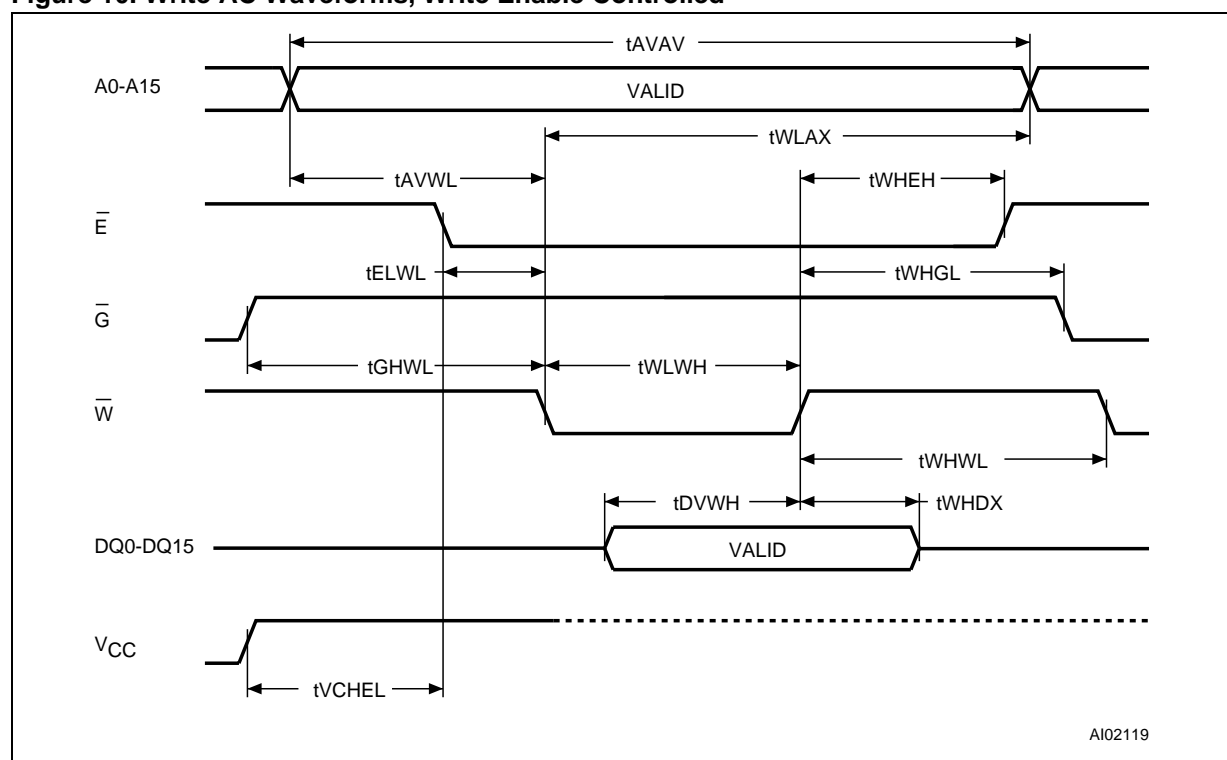 Figure 10. Write AC Waveforms, Write Enable Controlled
tAVAV
A0-A15
VALID
tWLAX
tAVWL
tWHEH
E̅
tELWL
tWHGL
G̅
tGHWL
tWLWH
W̅
tWHWL
tDVWH
tWHDX
DQ0-DQ15
VALID
VCC
tVCHEL
AI02119